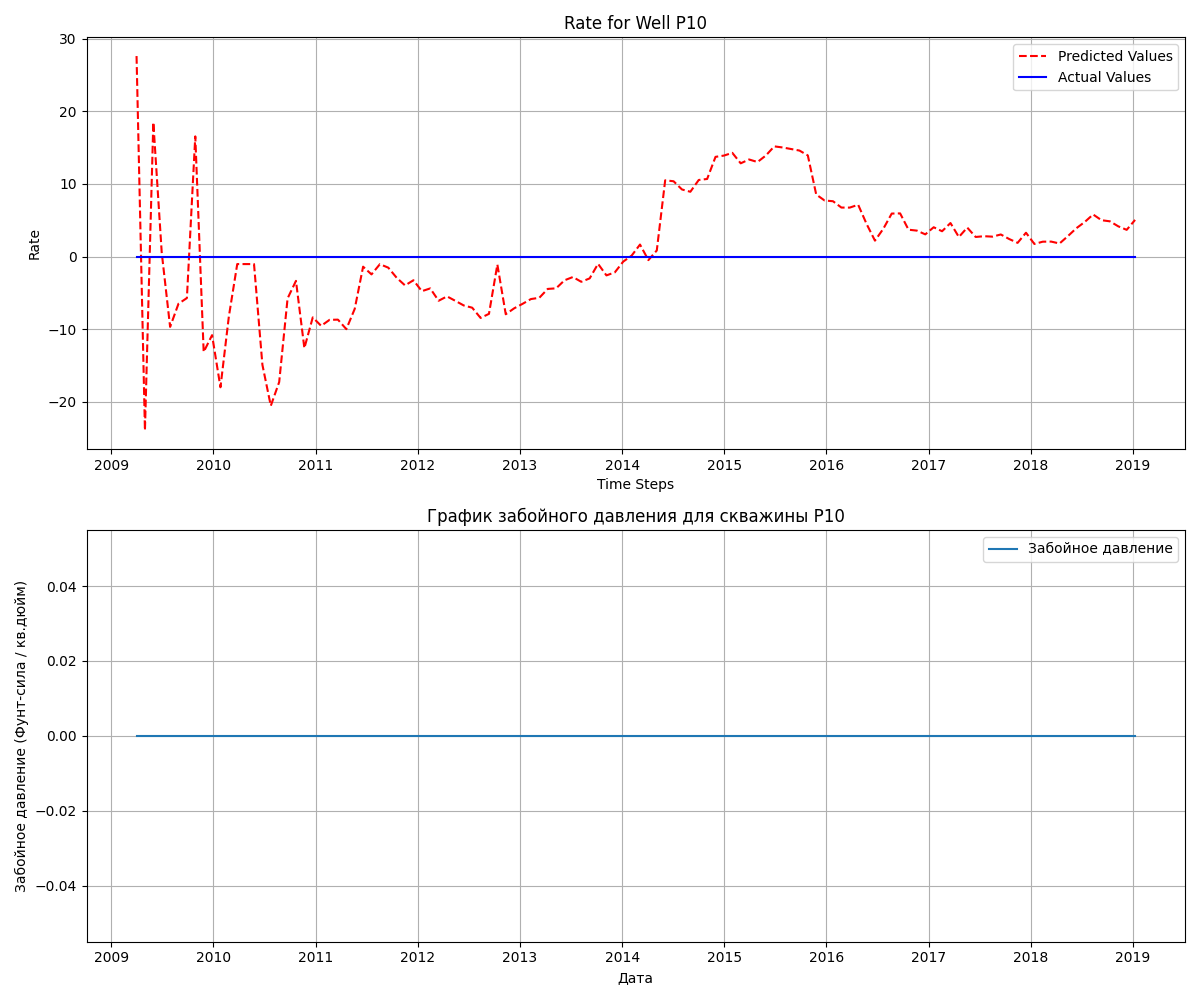 Rate for Well P10
30
20
10
0
−10
−20
Rate
Predicted Values
Actual Values
2009 2010 2011 2012 2013 2014 2015 2016 2017 2018 2019
Time Steps
График забойного давления для скважины P10
0.04
0.02
0.00
−0.02
−0.04
Забойное давление (Фунт-сила / кв.дюйм)
Забойное давление
2009 2010 2011 2012 2013 2014 2015 2016 2017 2018 2019
Дата